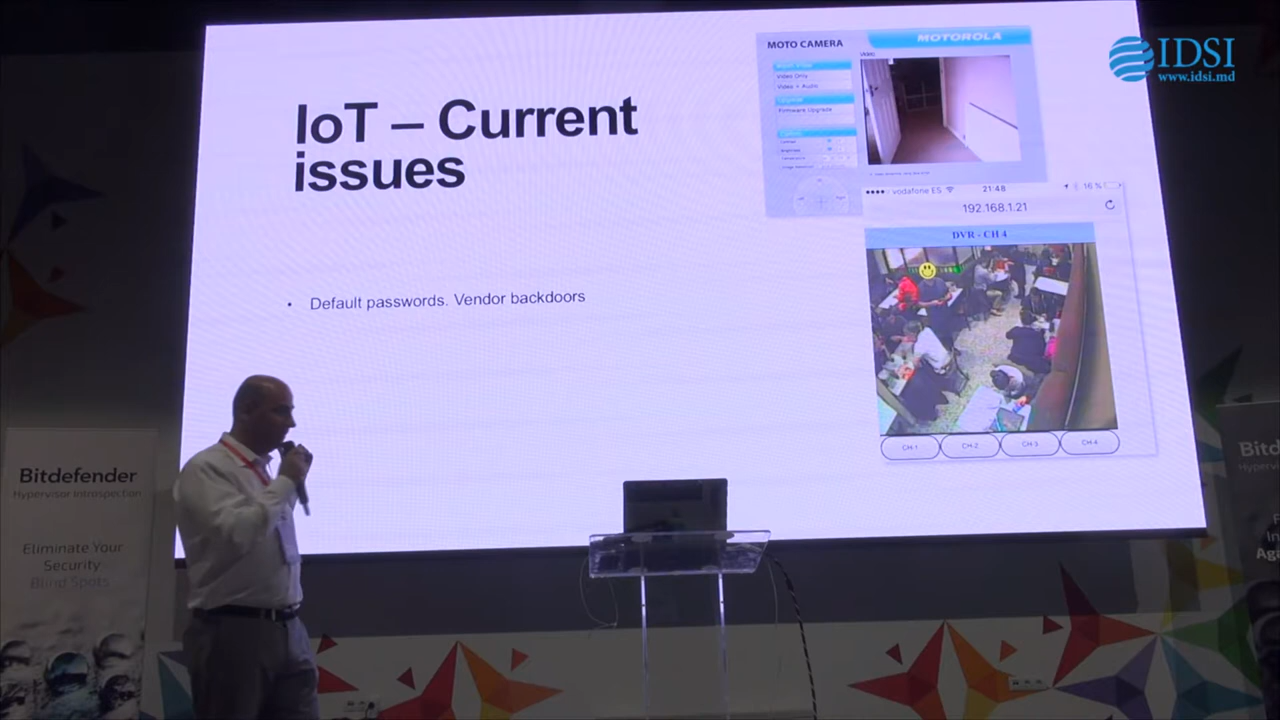 IDSI
www.idsi.md
IoT – Current
issues
• Default passwords. Vendor backdoors
MOTO CAMERA
MOTOROLA
Video
Video Only
Video + Audio
Firmware Upgrade
vodafone ES
21:48
16 %
192.168.1.21
DVR - CH 4
CH-1
CH-2
CH-3
CH-4
Bitdefender
Hypervisor Introspection
Eliminate Your
Security
Blind Spots